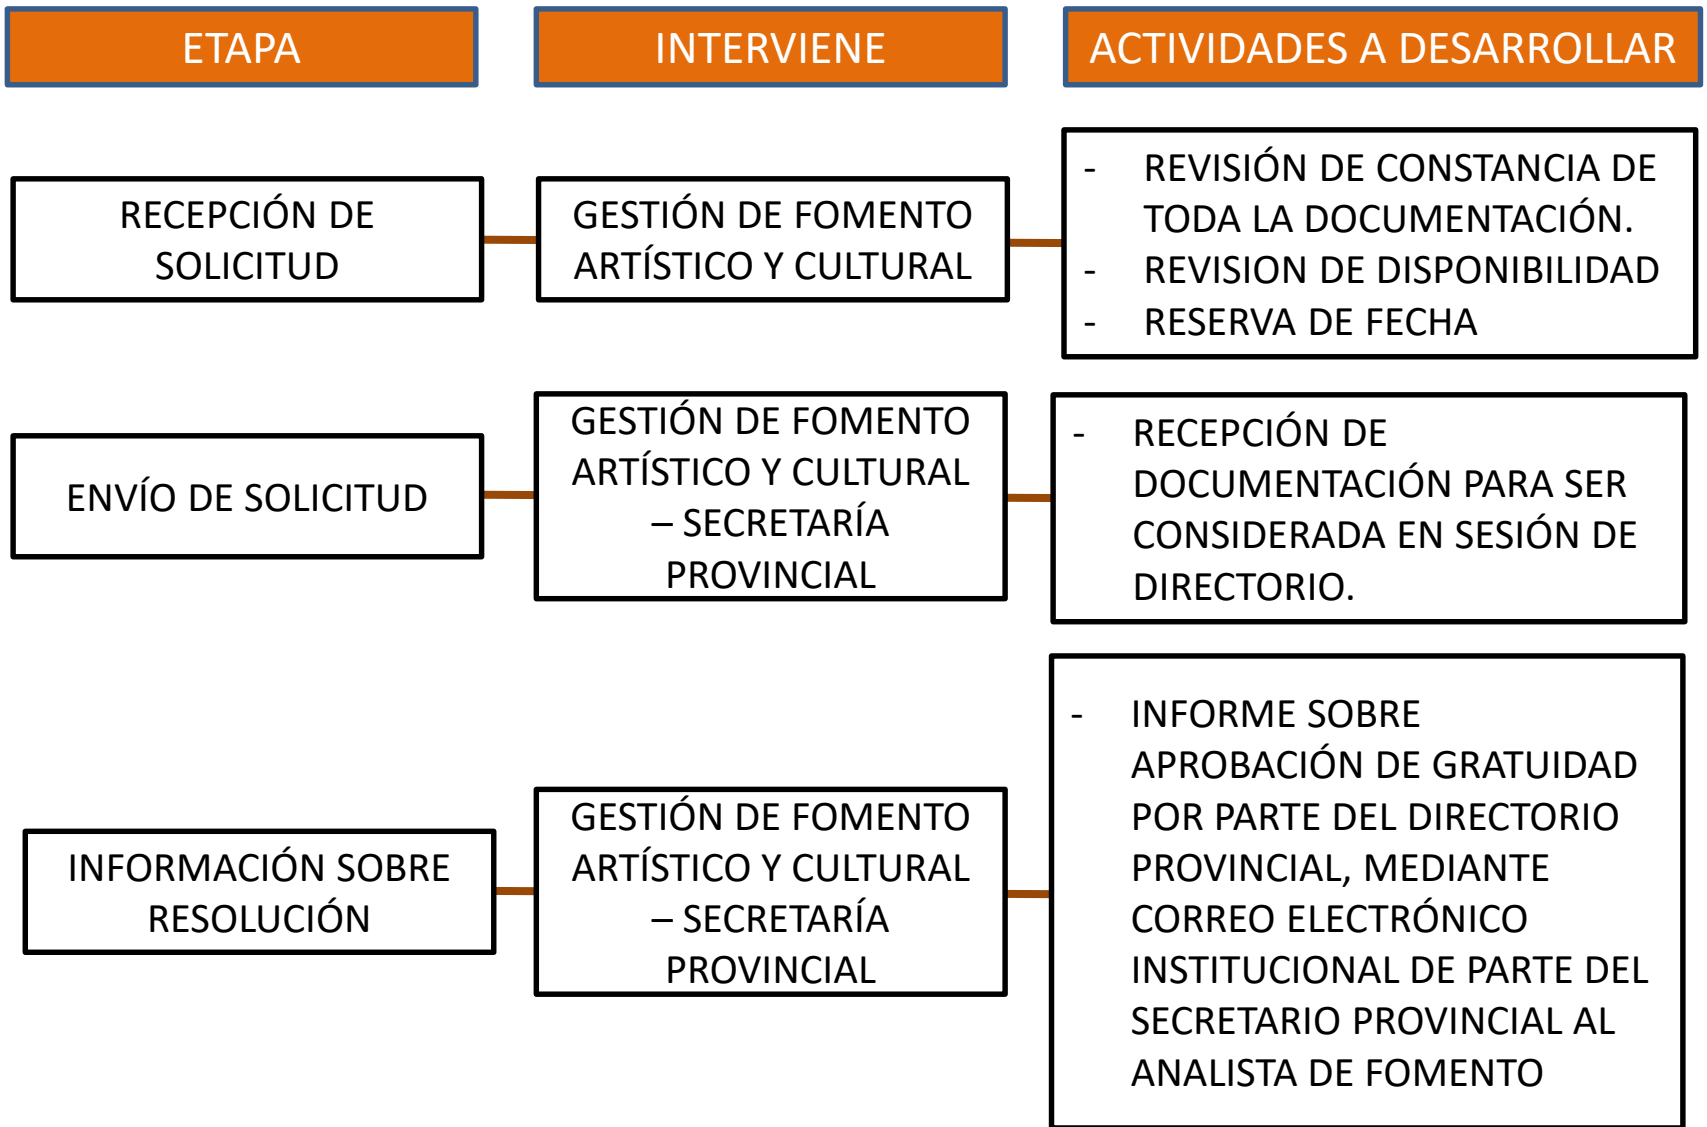 ETAPA
INTERVIENE
ACTIVIDADES A DESARROLLAR
RECEPCIÓN DE
SOLICITUD
GESTIÓN DE FOMENTO
ARTÍSTICO Y CULTURAL
- REVISIÓN DE CONSTANCIA DE
TODA LA DOCUMENTACIÓN.
- REVISION DE DISPONIBILIDAD
- RESERVA DE FECHA
ENVÍO DE SOLICITUD
GESTIÓN DE FOMENTO
ARTÍSTICO Y CULTURAL
– SECRETARÍA
PROVINCIAL
- RECEPCIÓN DE
DOCUMENTACIÓN PARA SER
CONSIDERADA EN SESIÓN DE
DIRECTORIO.
INFORMACIÓN SOBRE
RESOLUCIÓN
GESTIÓN DE FOMENTO
ARTÍSTICO Y CULTURAL
– SECRETARÍA
PROVINCIAL
- INFORME SOBRE
APROBACIÓN DE GRATUIDAD
POR PARTE DEL DIRECTORIO
PROVINCIAL, MEDIANTE
CORREO ELECTRÓNICO
INSTITUCIONAL DE PARTE DEL
SECRETARIO PROVINCIAL AL
ANALISTA DE FOMENTO